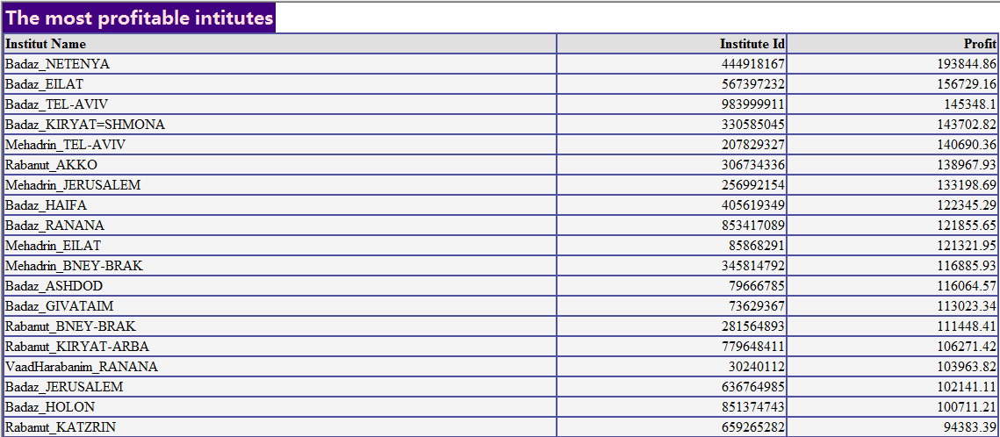 The most profitable intitutes
Institut Name Institute Id Profit
Badaz_NETENYA 444918167 193844.86
Badaz_EILAT 567397232 156729.16
Badaz_TEL-AVIV 983999911 145348.1
Badaz_KIRYAT=SHMONA 330585045 143702.82
Mehadrin_TEL-AVIV 207829327 140690.36
Rabanut_AKKO 306734336 138967.93
Mehadrin_JERUSALEM 256992154 133198.69
Badaz_HAIFA 405619349 122345.29
Badaz_RANANA 853417089 121855.65
Mehadrin_EILAT 85868291 121321.95
Mehadrin_BNEY-BRAK 345814792 116885.93
Badaz_ASHDOD 79666785 116064.57
Badaz_GIVATAIM 73629367 113023.34
Rabanut_BNEY-BRAK 281564893 111448.41
Rabanut_KIRYAT-ARBA 779648411 106271.42
VaadHarabanim_RANANA 30240112 103963.82
Badaz_JERUSALEM 636764985 102141.11
Badaz_HOLON 851374743 100711.21
Rabanut_KATZRIN 659265282 94383.39